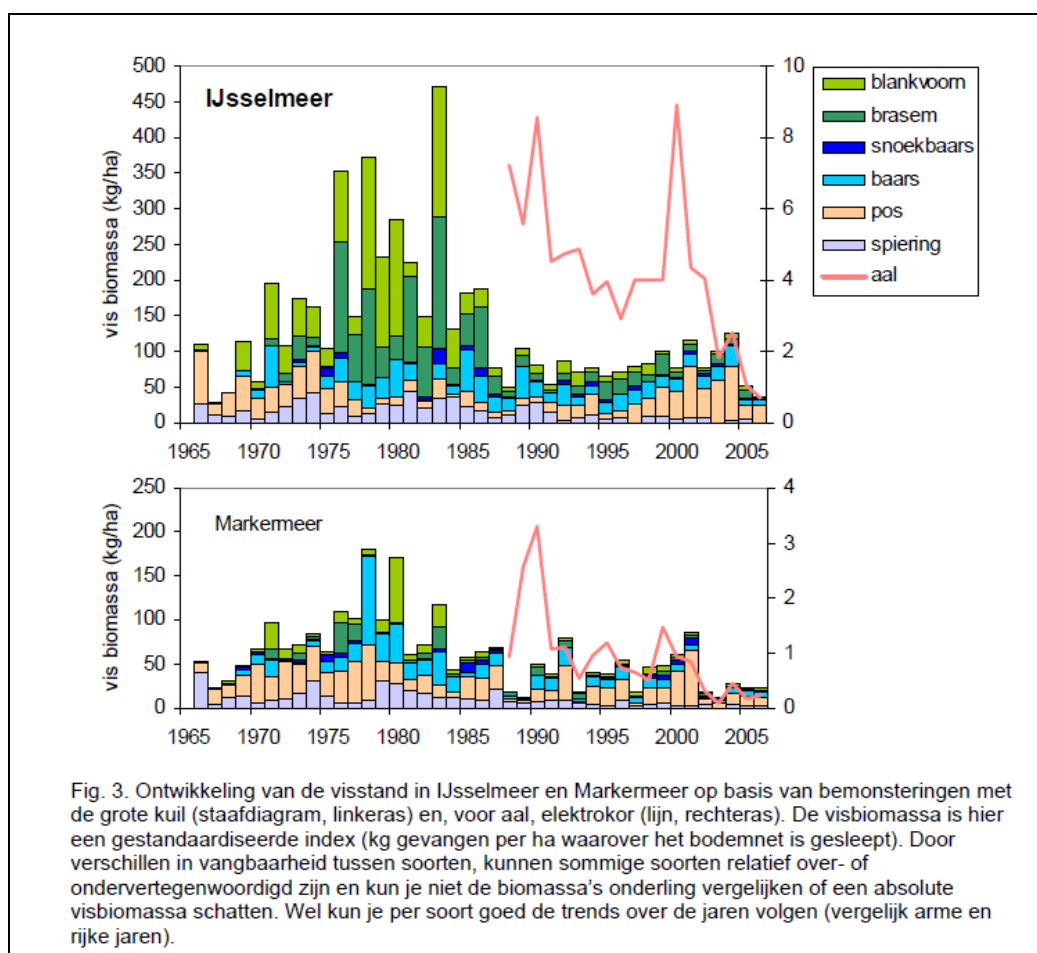 500
450
400
350
300
250
200
150
100
50
0
vis biomassa (kg/ha)
IJsselmeer
10
8
6
4
2
0
1965 1970 1975 1980 1985 1990 1995 2000 2005
blankvoorn
brasem
snoekbaars
baars
pos
spiering
aal
250
200
150
100
50
0
vis biomassa (kg/ha)
Markermeer
4
3
2
1
0
1965 1970 1975 1980 1985 1990 1995 2000 2005
Fig. 3. Ontwikkeling van de visstand in IJsselmeer en Markermeer op basis van bemonsteringen met
de grote kuil (staafdiagram, linkeras) en, voor aal, elektrokor (lijn, rechteras). De visbiomassa is hier
een gestandaardiseerde index (kg gevangen per ha waarover het bodemnet is gesleept). Door
verschillen in vangbaarheid tussen soorten, kunnen sommige soorten relatief over- of
ondervertegenwoordigd zijn en kun je niet de biomassa's onderling vergelijken of een absolute
visbiomassa schatten. Wel kun je per soort goed de trends over de jaren volgen (vergelijk arme en
rijke jaren).